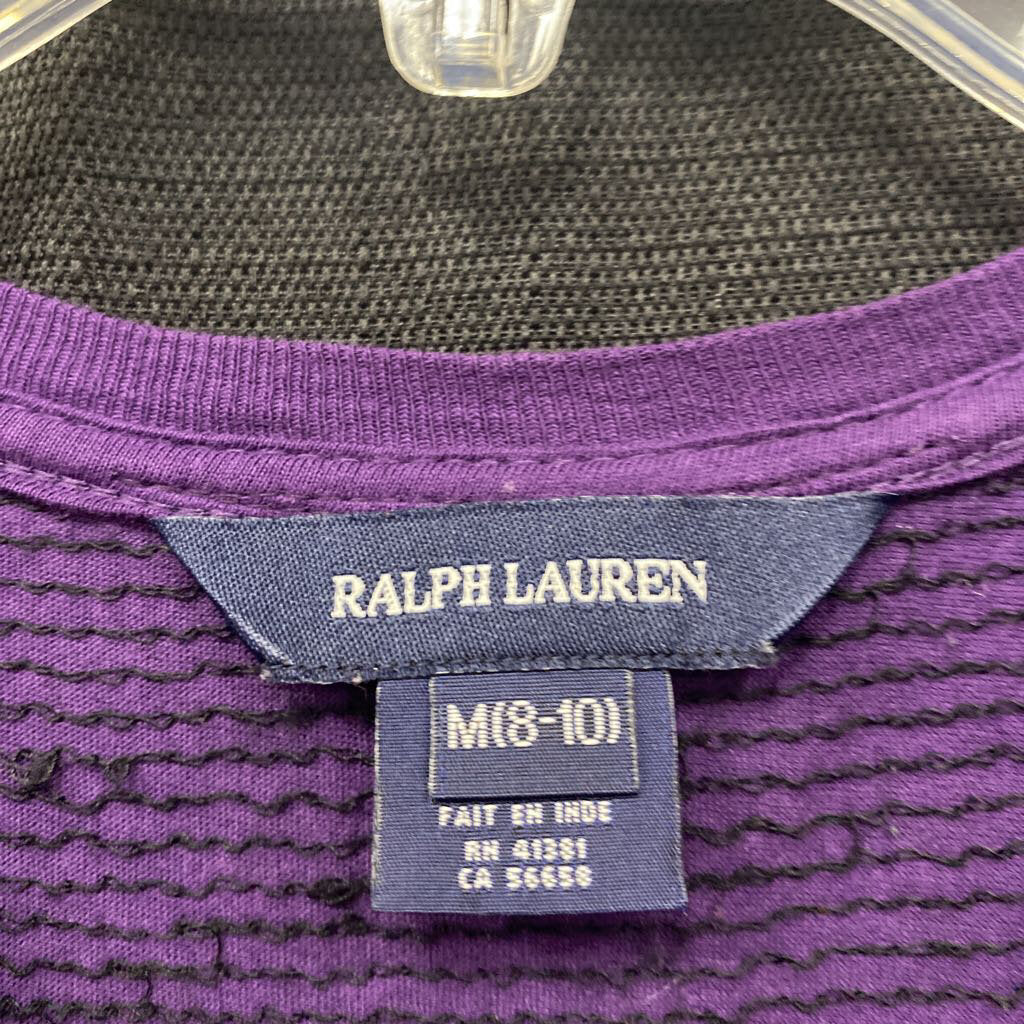 RALPH LAUREN
M(8-10)
FAIT EN INDE
RN 41381
CA 56658